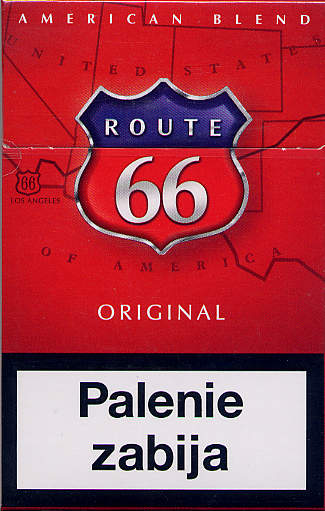 AMERICAN BLEND
UNITED STATES
ROUTE
66
66
LOS ANGELES
OF AMERICA
ORIGINAL
Palenie
zabija